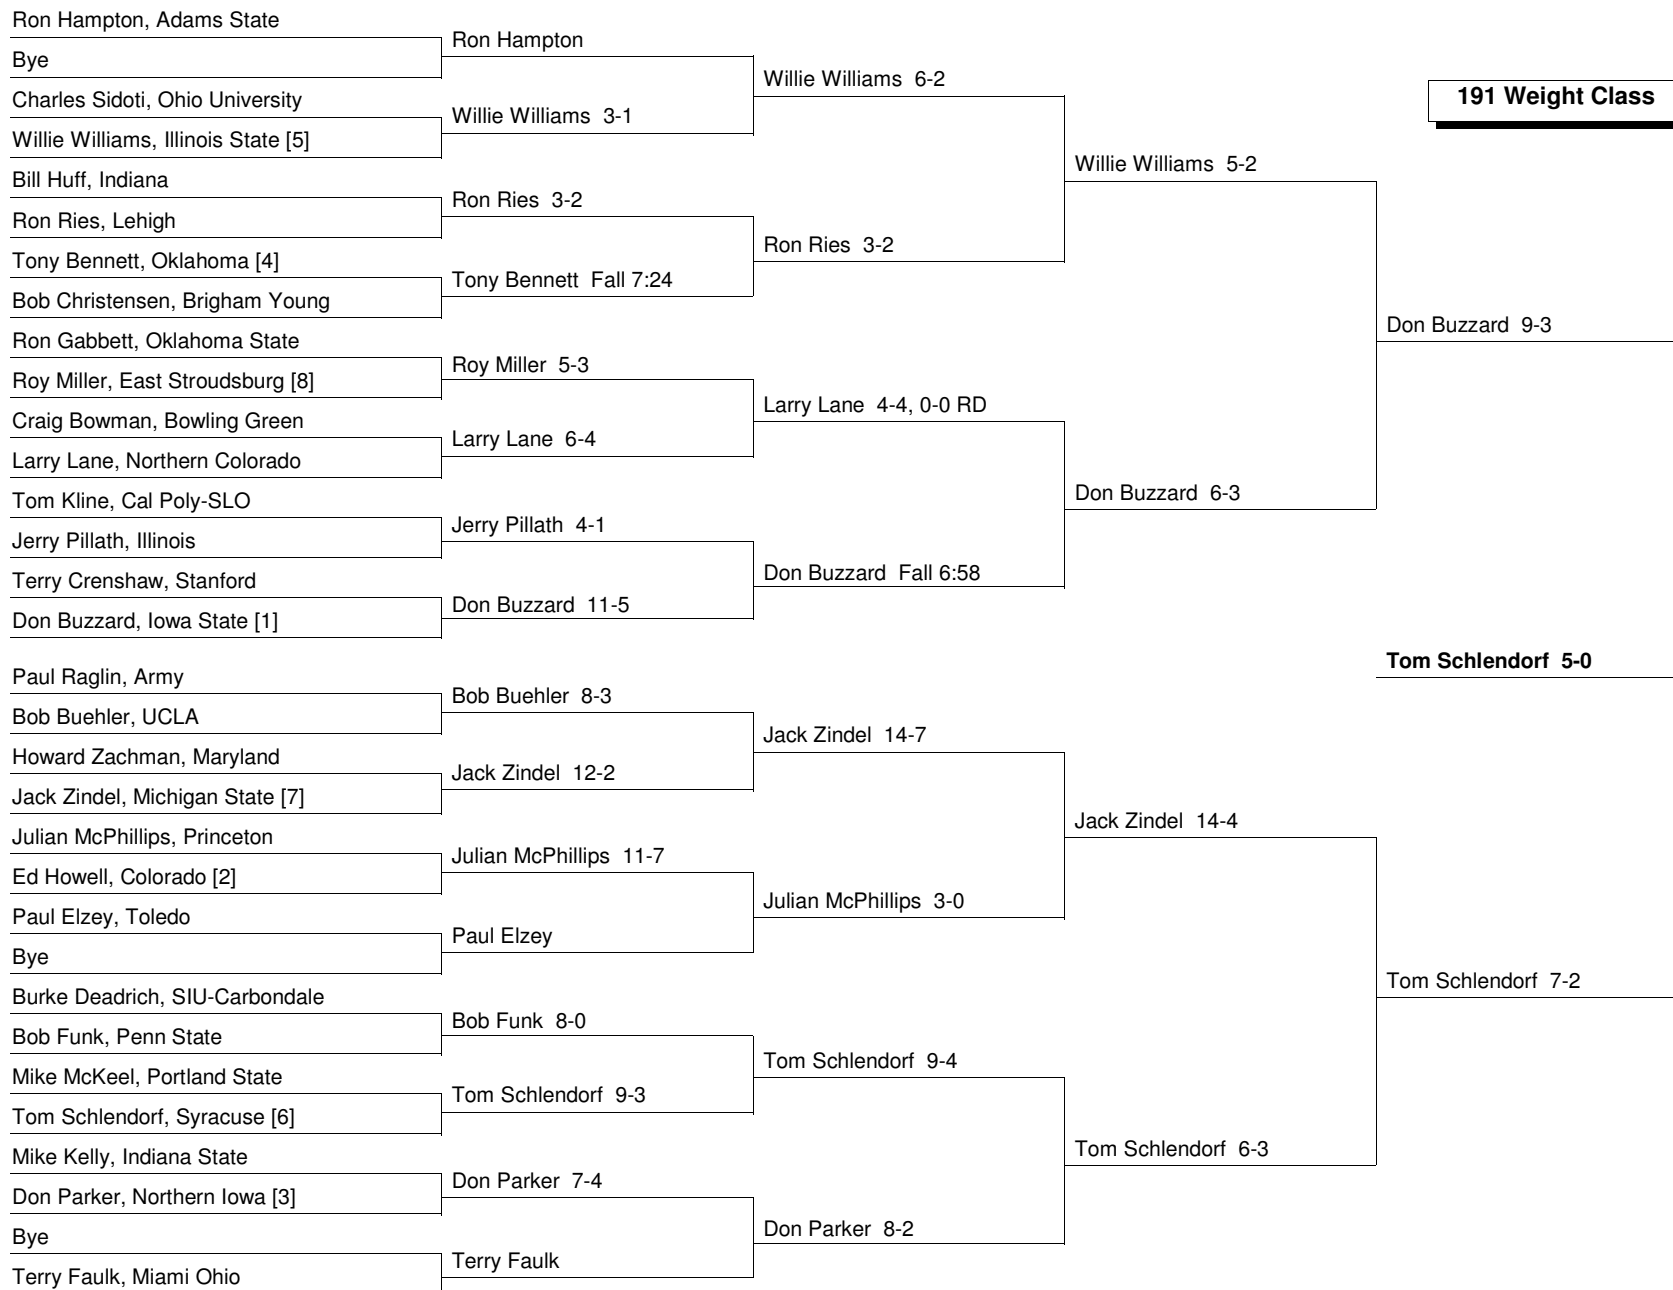 Ron Hampton, Adams State
Bye
Charles Sidoti, Ohio University
Willie Williams, Illinois State [5]
Bill Huff, Indiana
Ron Ries, Lehigh
Tony Bennett, Oklahoma [4]
Bob Christensen, Brigham Young
Ron Gabbett, Oklahoma State
Roy Miller, East Stroudsburg [8]
Craig Bowman, Bowling Green
Larry Lane, Northern Colorado
Tom Kline, Cal Poly-SLO
Jerry Pillath, Illinois
Terry Crenshaw, Stanford
Don Buzzard, Iowa State [1]
Paul Raglin, Army
Bob Buehler, UCLA
Howard Zachman, Maryland
Jack Zindel, Michigan State [7]
Julian McPhillips, Princeton
Ed Howell, Colorado [2]
Paul Elzey, Toledo
Bye
Burke Deadrich, SIU-Carbondale
Bob Funk, Penn State
Mike McKeel, Portland State
Tom Schlendorf, Syracuse [6]
Mike Kelly, Indiana State
Don Parker, Northern Iowa [3]
Bye
Terry Faulk, Miami Ohio
Ron Hampton
Willie Williams 3-1
Ron Ries 3-2
Tony Bennett Fall 7:24
Roy Miller 5-3
Larry Lane 6-4
Jerry Pillath 4-1
Don Buzzard 11-5
Bob Buehler 8-3
Jack Zindel 12-2
Julian McPhillips 11-7
Paul Elzey
Bob Funk 8-0
Tom Schlendorf 9-3
Don Parker 7-4
Terry Faulk
Willie Williams 6-2
Ron Ries 3-2
Larry Lane 4-4, 0-0 RD
Don Buzzard Fall 6:58
Jack Zindel 14-7
Julian McPhillips 3-0
Tom Schlendorf 9-4
Don Parker 8-2
Willie Williams 5-2
Don Buzzard 6-3
Jack Zindel 14-4
Tom Schlendorf 6-3
191 Weight Class
Don Buzzard 9-3
Tom Schlendorf 5-0
Tom Schlendorf 7-2